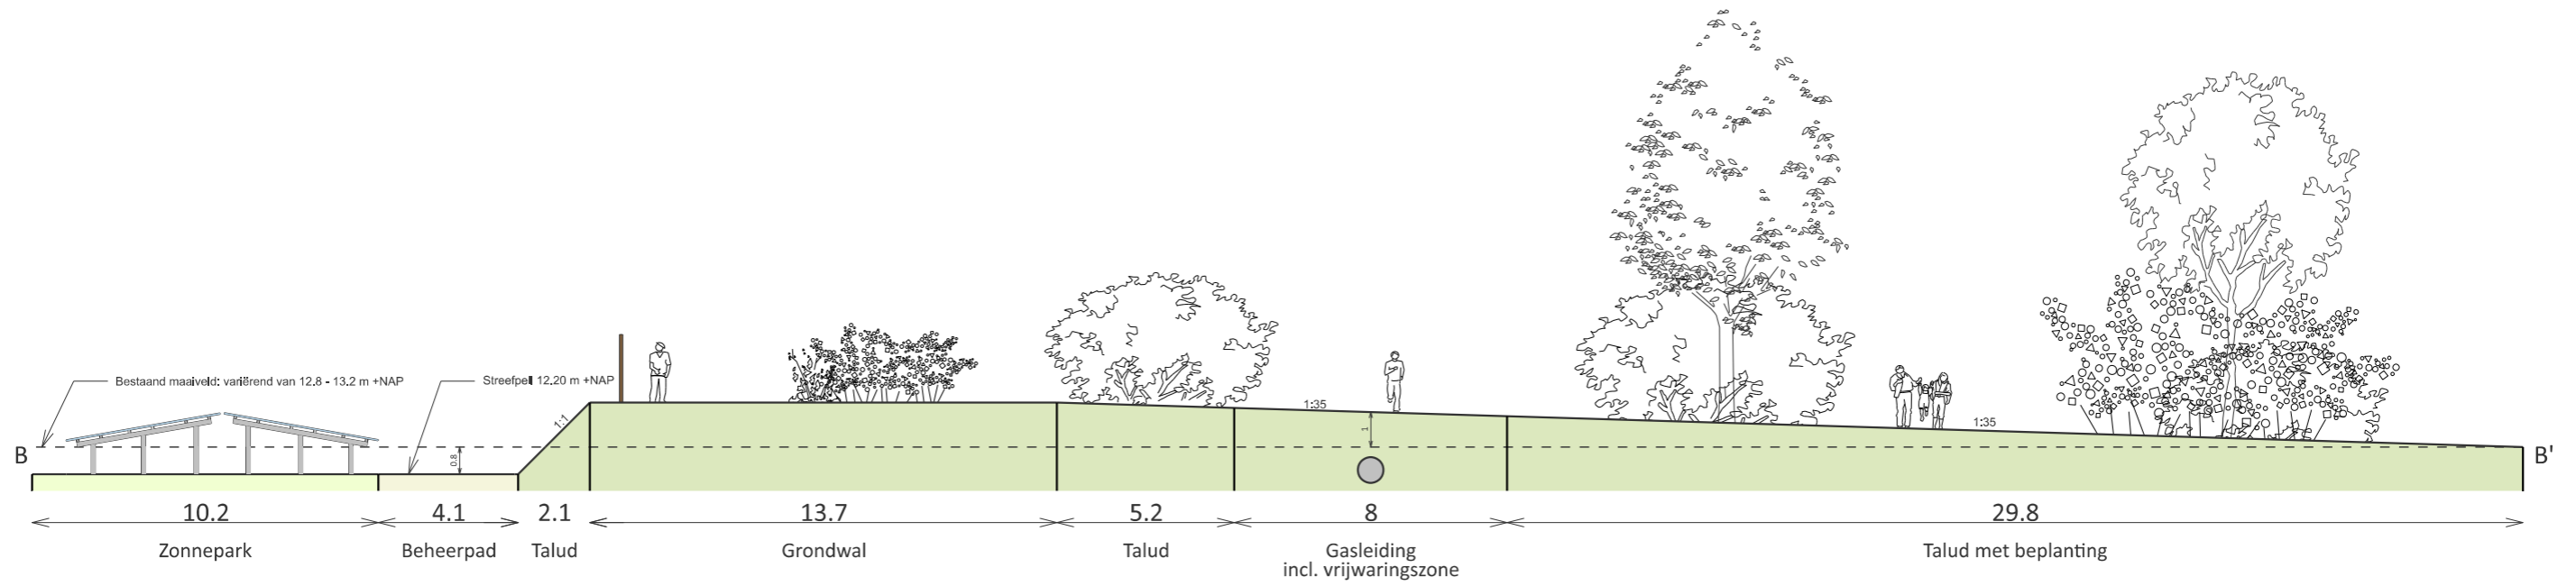 Bestaand maaiveld: variërend van 12.8 - 13.2 m +NAP
Streefpeil 12.20 m +NAP
1:1
1:35
1:35
1
0.8
B
B'
10.2
4.1
2.1
13.7
5.2
8
29.8
Zonnepark
Beheerpad
Talud
Grondwal
Talud
Gasleiding
incl. vrijwaringszone
Talud met beplanting